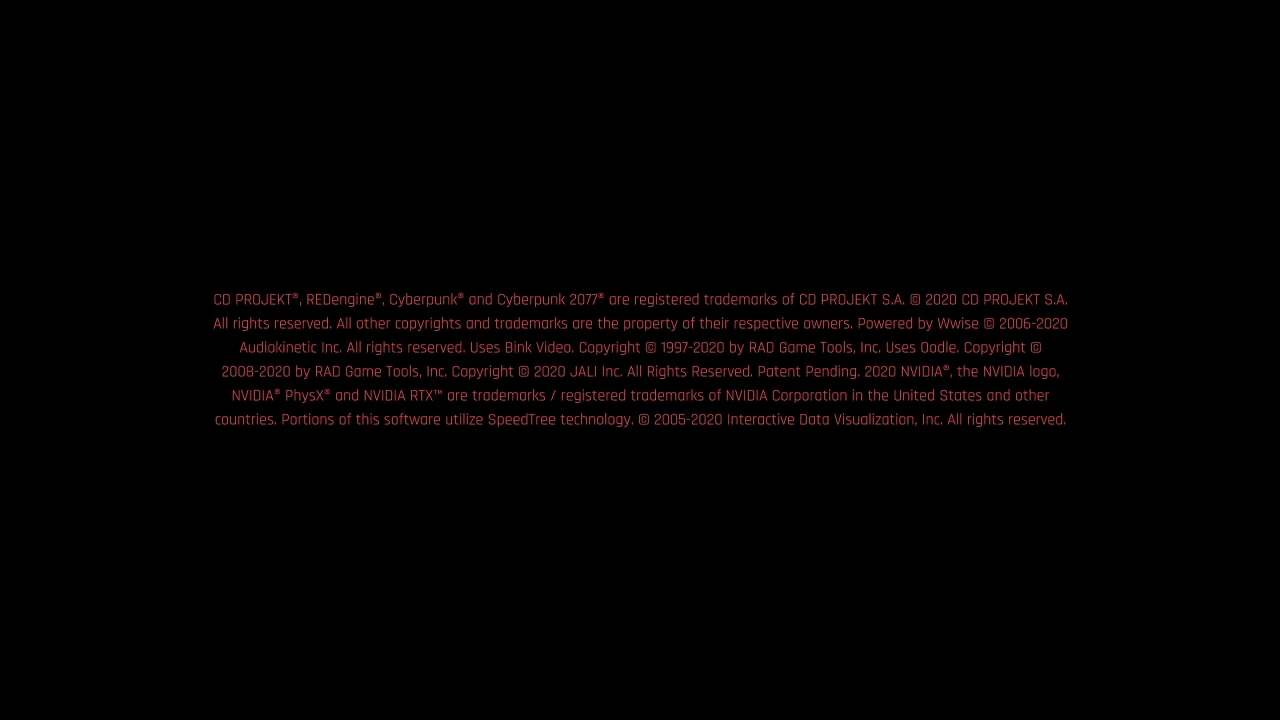 CD PROJEKT®, REDengine®, Cyberpunk® and Cyberpunk 2077® are registered trademarks of CD PROJEKT S.A. © 2020 CD PROJEKT S.A.
All rights reserved. All other copyrights and trademarks are the property of their respective owners. Powered by Wwise © 2006-2020
Audiokinetic Inc. All rights reserved. Uses Bink Video. Copyright © 1997-2020 by RAD Game Tools, Inc. Uses Oodle. Copyright ©
2008-2020 by RAD Game Tools, Inc. Copyright © 2020 JALI Inc. All Rights Reserved. Patent Pending. 2020 NVIDIA®, the NVIDIA logo,
NVIDIA® PhysX® and NVIDIA RTX™ are trademarks / registered trademarks of NVIDIA Corporation in the United States and other
countries. Portions of this software utilize SpeedTree technology. © 2005-2020 Interactive Data Visualization, Inc. All rights reserved.